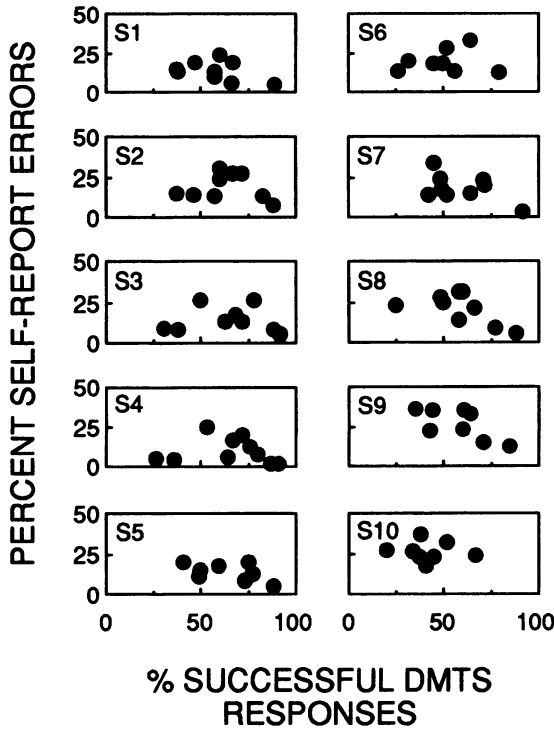 PERCENT SELF-REPORT ERRORS
50
25
0
S1
S6
50
25
0
S2
S7
50
25
0
S3
S8
50
25
0
S4
S9
50
25
0
S5
S10
0
50
100
0
50
100
% SUCCESSFUL DMTS
RESPONSES